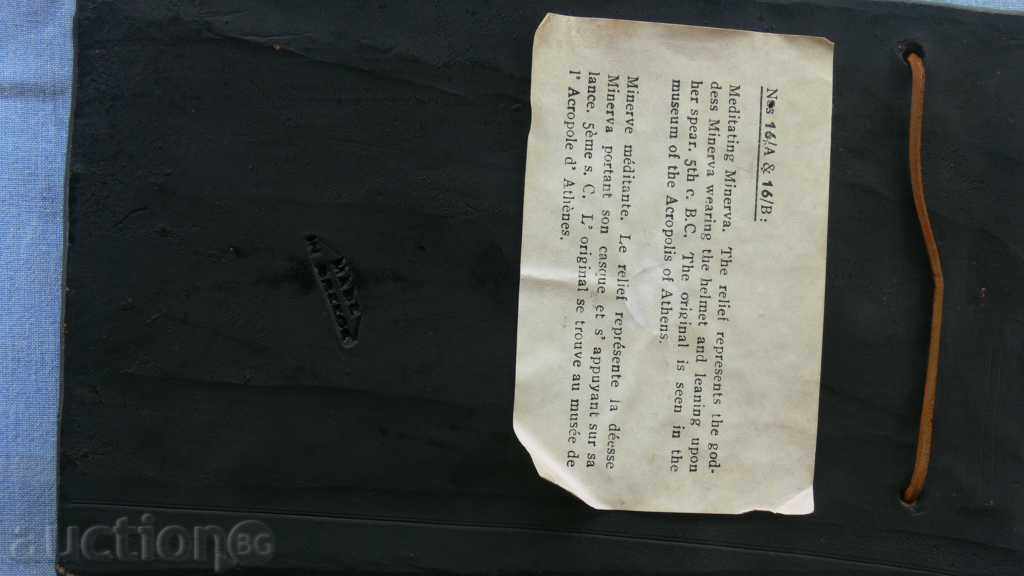 Nos 16/A & 16/B:
Meditating Minerva. The relief represents the god-
dess Minerva wearing the helmet and leaning upon
her spear. 5th c. B.C. The original is seen in the
museum of the Acropolis of Athens.
Minerve méditante. Le relief représente la déesse
Minerva portant son casque et s' appuyant sur sa
lance. 5ème s. C. L' original se trouve au musée de
l' Acropole d' Athènes.
auction BG